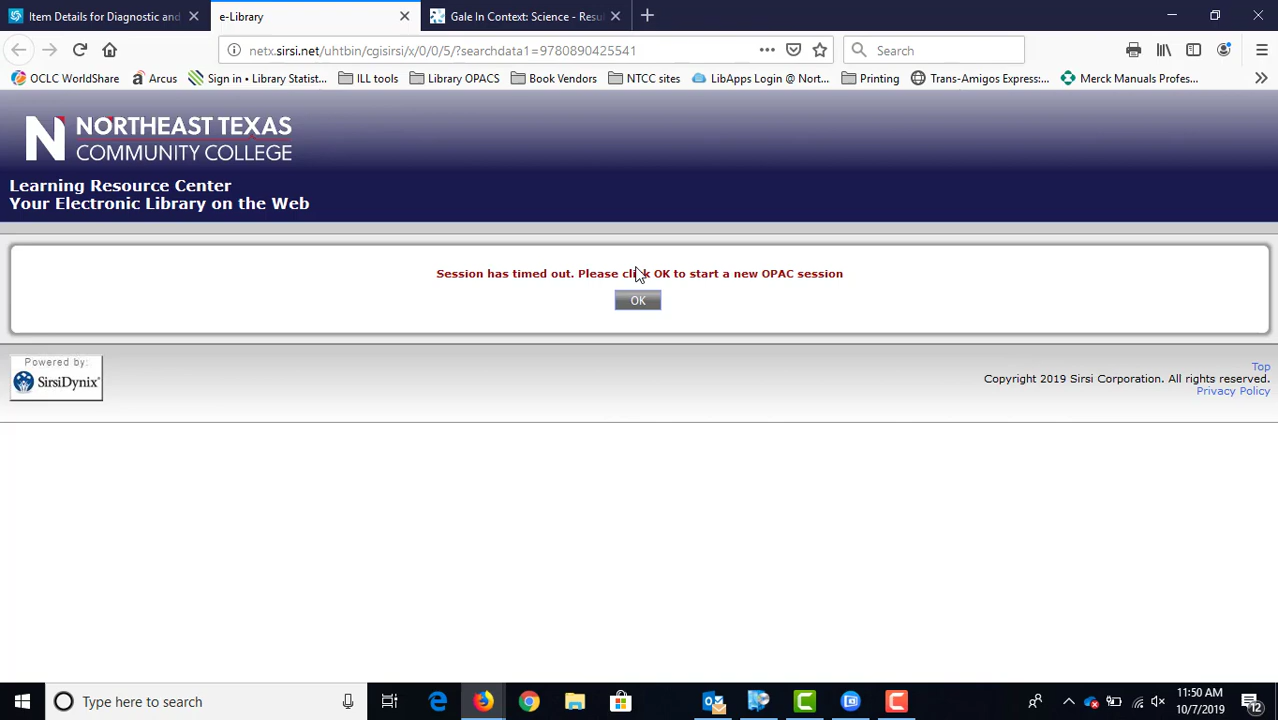 Item Details for Diagnostic and
e-Library
Gale In Context: Science - Resul
netx.sirsi.net/uhtbin/cgisirsi/x/0/0/5/?searchdata1=9780890425541
Search
OCLC WorldShare
Arcus
Sign in • Library Statist...
ILL tools
Library OPACS
Book Vendors
NTCC sites
LibApps Login @ Nort...
Printing
Trans-Amigos Express:...
Merck Manuals Profes...
N NORTHEAST TEXAS
COMMUNITY COLLEGE
Learning Resource Center
Your Electronic Library on the Web
Session has timed out. Please click OK to start a new OPAC session
OK
Powered by:
SirsiDynix
Top
Copyright 2019 Sirsi Corporation. All rights reserved.
Privacy Policy
Type here to search
11:50 AM
10/7/2019
12